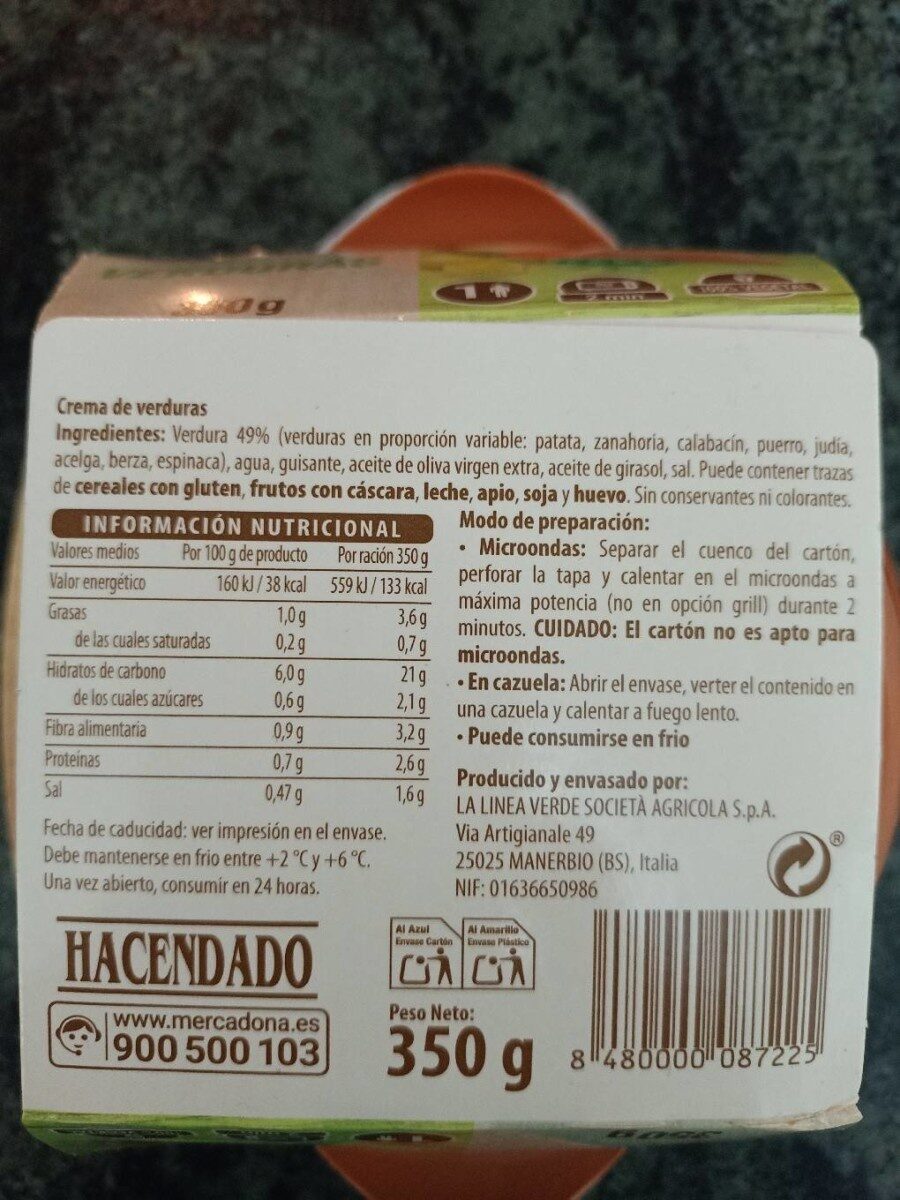 1
2 min
100% VEGETAL
Crema de verduras
Ingredientes: Verdura 49% (verduras en proporción variable: patata, zanahoria, calabacín, puerro, judía,
acelga, berza, espinaca), agua, guisante, aceite de oliva virgen extra, aceite de girasol, sal. Puede contener trazas
de cereales con gluten, frutos con cáscara, leche, apio, soja y huevo. Sin conservantes ni colorantes.
INFORMACIÓN NUTRICIONAL
Valores medios Por 100 g de producto Por ración 350 g
Valor energético 160 kJ / 38 kcal 559 kJ / 133 kcal
Grasas 1,0 g 3,6 g
de las cuales saturadas 0,2 g 0,7 g
Hidratos de carbono 6,0 g 21 g
de los cuales azúcares 0,6 g 2,1 g
Fibra alimentaria 0,9 g 3,2 g
Proteínas 0,7 g 2,6 g
Sal 0,47 g 1,6 g
Fecha de caducidad: ver impresión en el envase.
Debe mantenerse en frio entre +2 °C y +6 °C.
Una vez abierto, consumir en 24 horas.
Modo de preparación:
• Microondas: Separar el cuenco del cartón,
perforar la tapa y calentar en el microondas a
máxima potencia (no en opción grill) durante 2
minutos. CUIDADO: El cartón no es apto para
microondas.
• En cazuela: Abrir el envase, verter el contenido en
una cazuela y calentar a fuego lento.
• Puede consumirse en frio
Producido y envasado por:
LA LINEA VERDE SOCIETÀ AGRICOLA S.p.A.
Via Artigianale 49
25025 MANERBIO (BS), Italia
NIF: 01636650986
®
HACENDADO
www.mercadona.es
900 500 103
Al Azul
Envase Cartón
Al Amarillo
Envase Plástico
Peso Neto:
350 g
8 480000 087225